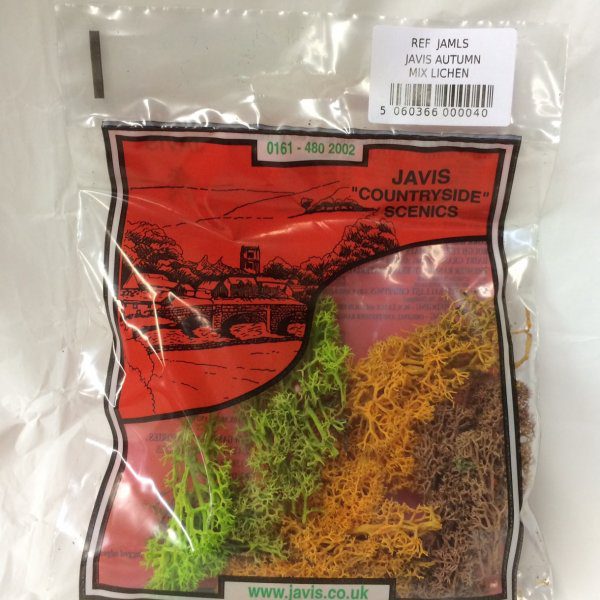 REF JAMLS
JAVIS AUTUMN
MIX LICHEN
5 060366 000040
0161 - 480 2002
JAVIS
"COUNTRYSIDE"
SCENICS
www.javis.co.uk